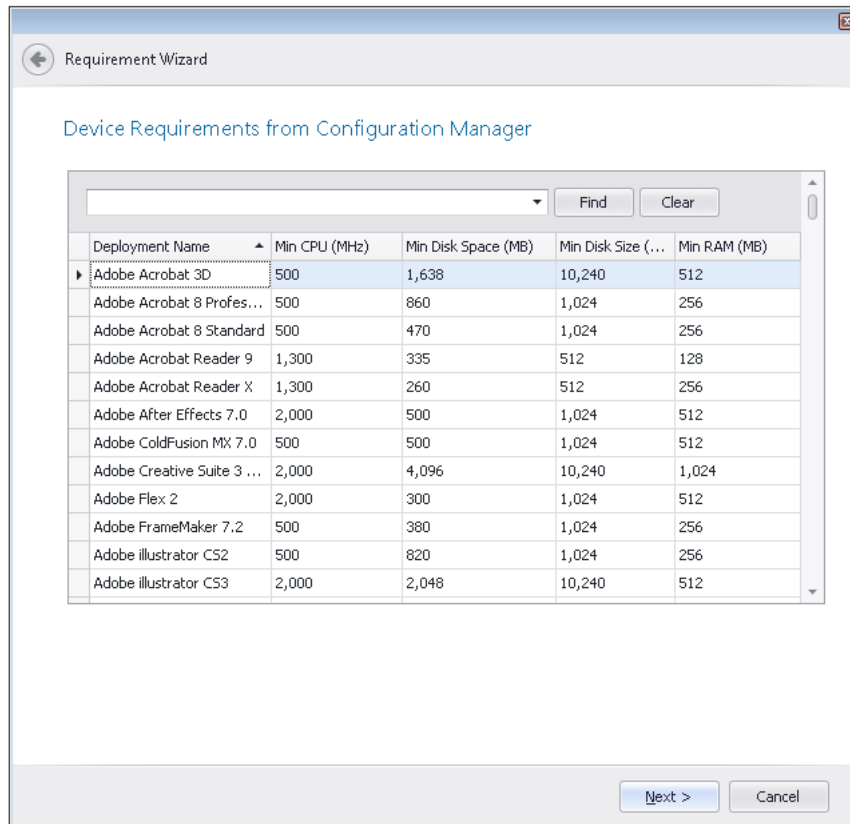 Requirement Wizard
Device Requirements from Configuration Manager
Find Clear
Deployment Name Min CPU (MHz) Min Disk Space (MB) Min Disk Size (... Min RAM (MB)
Adobe Acrobat 3D 500 1,638 10,240 512
Adobe Acrobat 8 Profes... 500 860 1,024 256
Adobe Acrobat 8 Standard 500 470 1,024 256
Adobe Acrobat Reader 9 1,300 335 512 128
Adobe Acrobat Reader X 1,300 260 512 256
Adobe After Effects 7.0 2,000 500 1,024 512
Adobe ColdFusion MX 7.0 500 500 1,024 512
Adobe Creative Suite 3 ... 2,000 4,096 10,240 1,024
Adobe Flex 2 2,000 300 1,024 512
Adobe FrameMaker 7.2 500 380 1,024 256
Adobe illustrator CS2 500 820 1,024 256
Adobe illustrator CS3 2,000 2,048 10,240 512
Next > Cancel